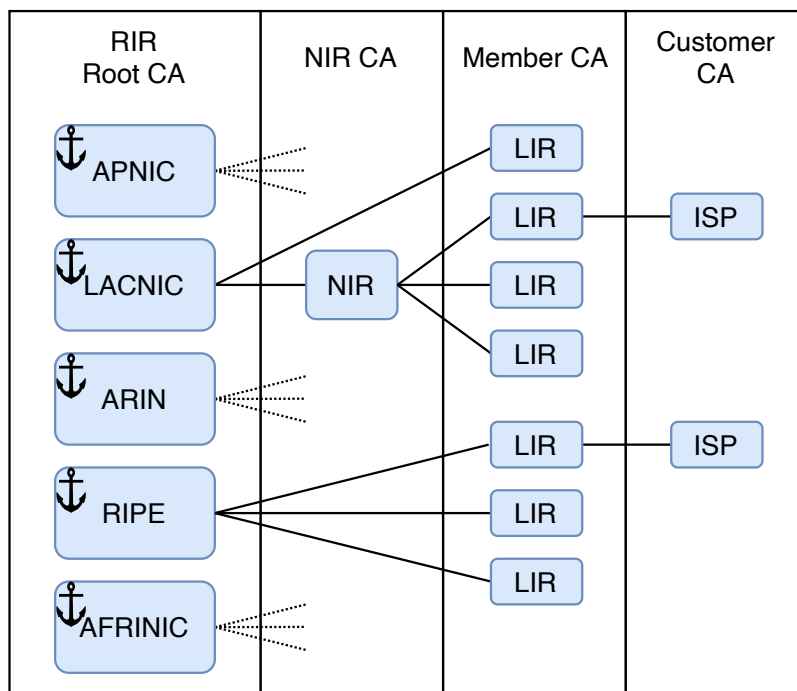 RIR
Root CA
NIR CA
Member CA
Customer
CA
APNIC
LIR
LIR
ISP
LACNIC
NIR
LIR
LIR
ARIN
LIR
ISP
RIPE
LIR
LIR
AFRINIC